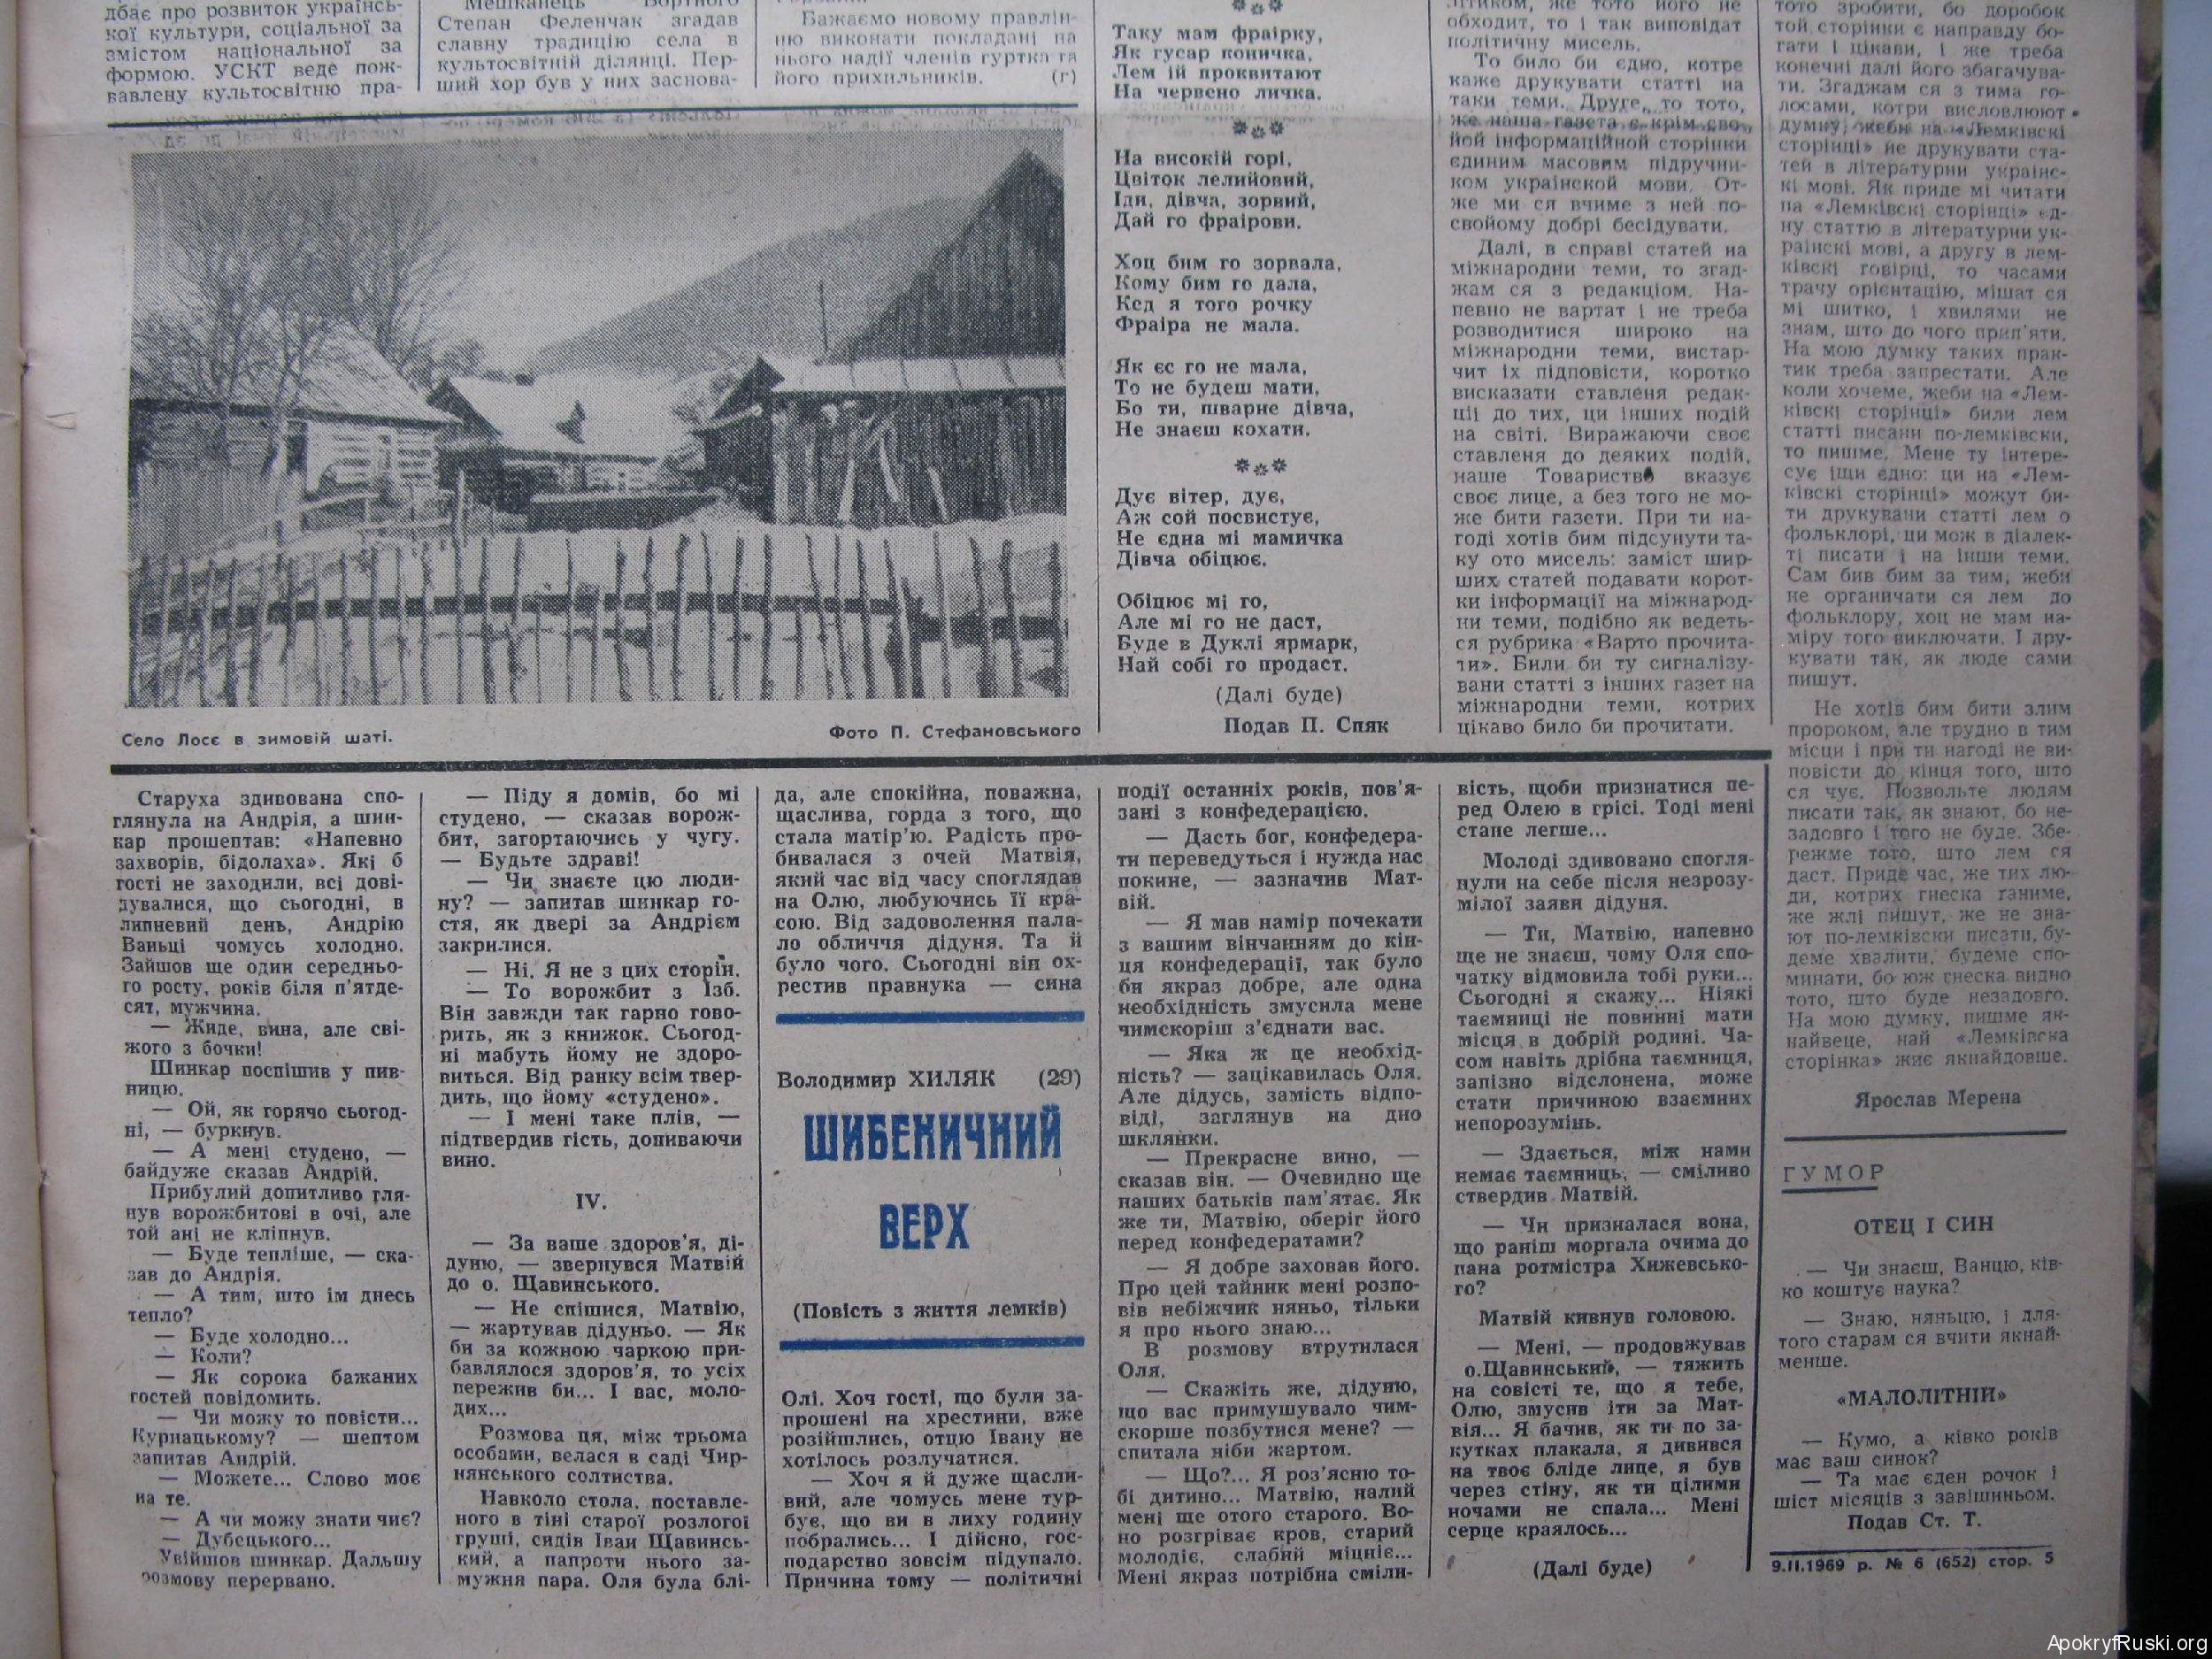 дбає про розвиток українсь-
кої культури, соціальної за
змістом національної за
формою. УСКТ веде пож-
вавлену культосвітню пра-
Степан Феленчак згадав
славну традицію села в
культосвітній ділянці. Пер-
ший хор був у них заснова-
Бажаємо новому правлін-
ню виконати покладані на
нього надії членів гуртка та
його прихильників. (г)
Село Лосє в зимовій шаті.
Фото П. Стефановського
Таку мам фраірку,
Як гусар коничка,
Лем ій проквитают
На червено личка.
***
На високій горі,
Цвіток лелийовий,
Іди, дівча, зорвий,
Дай го фраірови.
Хоц бим го зорвала,
Кому бим го дала,
Кед я того рочку
Фраіра не мала.
Як єс го не мала,
То не будеш мати,
Бо ти, шварне дівча,
Не знаєш кохати.
***
Дує вітер, дує,
Аж сой посвистує,
Не єдна мі мамичка
Дівча обіцює.
Обіцює мі го,
Але мі го не даст,
Буде в Дуклі ярмарк,
Най собі го продаст.
(Далі буде)
Подав П. Спяк
обходит, то і так виповідат
політичну мисель.
То било би єдно, котре
каже друкувати статті на
таки теми. Друге, то тото,
же наша газета є крім сво-
йой інформаційной сторінки
єдиним масовим підручни-
ком українской мови. От-
же ми ся вчиме з ней по-
свойому добрі бесідувати.
Далі, в справі статей на
міжнародни теми, то згад-
жам ся з редакціом. На-
певно не вартат і не треба
розводитися широко на
міжнародни теми, вистар-
чит іх підповісти, коротко
висказати ставленя редак-
ціі до тих, ци інших подій
на світі. Виражаючи своє
ставленя до деяких подій,
наше Товариство вказує
своє лице, а без того не мо-
же бити газети. При ти на-
годі хотів бим підсунути та-
ку ото мисель: заміст шир-
ших статей подавати корот-
ки інформації на міжнарод-
ни теми, подібно як ведеть-
ся рубрика «Варто прочита-
ти». Били би ту сигналізу-
вани статті з інших газет на
міжнародни теми, котрих
цікаво било би прочитати.
тото зробити, бо доробок
той сторінки є направду бо-
гати і цікави, і же треба
конечні далі його збагачува-
ти. Згаджам ся з тима го-
лосами, котри висловлюют
думку, жеби на «Лемківскі
сторінці» не друкувати ста-
тей в літературни україн­с-
кі мові. Як приде мі читати
на «Лемківскі сторінці» єд-
ну статтю в літературни ук-
раінскі мові, а другу в лем-
ківскі говірці, то часами
трачу орієнтацію, мішат ся
мі шитко, і хвилями не
знам, што до чого прип'яти.
На мою думку таких прак-
тик треба запрестати. Але
коли хочеме, жеби на «Лем-
ківскі сторінці» били лем
статті писани по-лемківски,
то пишме. Мене ту інтере-
сує іщи єдно: ци на «Лем-
ківскі сторінці» можут би-
ти друкувани статті лем о
фольклорі, ци мож в діалек-
ті писати і на інши теми.
Сам бив бим за тим, жеби
не ограничати ся лем до
фольклору, хоц не мам на-
міру того виключати. І дру-
кувати так, як люде сами
пишут.
Не хотів бим бити злим
пророком, але трудно в тим
місци і при ти нагоді не ви-
повісти до кінця того, што
ся чує. Позвольте людям
писати так, як знают, бо не-
задовго і того не буде. Збе-
режме тото, што лем ся
даст. Приде час, же тих лю-
ди, котрих гнеска ганиме,
же жлі пишут, же не зна-
ют по-лемківски писати, бу-
деме хвалити, будеме спо-
минати, бо юж гнеска видно
тото, што буде незадовго.
На мою думку, пишме як-
найвеце, най «Лемківска
сторінка» жиє якнайдовше.
Ярослав Мерена
Старуха здивована спо-
глянула на Андрія, а шин-
кар прошептав: «Напевно
захворів, бідолаха». Які б
гості не заходили, всі дові-
дувалися, що сьогодні, в
липневий день, Андрію
Ваньці чомусь холодно.
Зайшов ще один середньо-
го росту, років біля п'ятде-
сят, мужчина.
— Жиде, вина, але сві-
жого з бочки!
Шинкар поспішив у пив-
ницю.
— Ой, як горячо сьогод-
ні, — буркнув.
— А мені студено, —
байдуже сказав Андрій.
Прибулий допитливо гля-
нув ворожбитові в очі, але
той ані не кліпнув.
— Буде тепліше, — ска-
зав до Андрія.
— А тим, што ім днесь
тепло?
— Буде холодно...
— Коли?
— Як сорока бажаних
гостей повідомить.
— Чи можу то повісти...
Курнацькому? — шептом
запитав Андрій.
— Можете... Слово моє
на те.
— А чи можу знати чиє?
— Дубецького...
Увійшов шинкар. Дальшу
розмову перервано.
— Піду я домів, бо мі
студено, — сказав ворож-
бит, загортаючись у чугу.
— Будьте здраві!
— Чи знаєте цю люди-
ну? — запитав шинкар го-
стя, як двері за Андрієм
закрилися.
— Ні. Я не з цих сторін.
— То ворожбит з Ізб.
Він завжди так гарно гово-
рить, як з книжок. Сьогод-
ні мабуть йому не здоро-
виться. Від ранку всім твер-
дить, що йому «студено».
— І мені таке плів, —
підтвердив гість, допиваючи
вино.
IV.
— За ваше здоров'я, ді-
дуню, — звернувся Матвій
до о. Щавинського.
— Не спішися, Матвію,
— жартував дідуньо. — Як
би за кожною чаркою при-
бавлялося здоров'я, то усіх
пережив би... І вас, моло-
дих...
Розмова ця, між трьома
особами, велася в саді Чир-
нянського солтиства.
Навколо стола, поставле-
ного в тіні старої розлогої
груші, сидів Іван Щавинсь-
кий, а напроти нього за-
мужня пара. Оля була блі-
да, але спокійна, поважна,
щаслива, горда з того, що
стала матір'ю. Радість про-
бивалася з очей Матвія,
який час від часу споглядав
на Олю, любуючись її кра-
сою. Від задоволення пала-
ло обличчя дідуня. Та й
було чого. Сьогодні він ох-
рестив правнука — сина
Володимир ХИЛЯК (29)
ШИБЕНИЧНИЙ
ВЕРХ
(Повість з життя лемків)
Олі. Хоч гості, що були за-
прошені на хрестини, вже
розійшлись, отцю Івану не
хотілось розлучатися.
— Хоч я й дуже щасли-
вий, але чомусь мене тур-
бує, що ви в лиху годину
побрались... І дійсно, гос-
подарство зовсім підупало.
Причина тому — політичні
події останніх років, пов'я-
зані з конфедерацією.
— Дасть бог, конфедера-
ти переведуться і нужда нас
покине, — зазначив Мат-
вій.
— Я мав намір почекати
з вашим вінчанням до кін-
ця конфедерації, так було
би якраз добре, але одна
необхідність змусила мене
чимскоріш з'єднати вас.
— Яка ж це необхід-
ність? — зацікавилась Оля.
Але дідусь, замість відпо-
віді, заглянув на дно
шклянки.
— Прекрасне вино, —
сказав він. — Очевидно ще
наших батьків пам'ятає. Як
же ти, Матвію, оберіг його
перед конфедератами?
— Я добре заховав його.
Про цей тайник мені розпо-
вів небіжчик няньо, тільки
я про нього знаю...
В розмову втрутилася
Оля.
— Скажіть же, дідуню,
що вас примушувало чим-
скорше позбутися мене? —
спитала ніби жартом.
— Що?... Я роз'ясню то-
бі дитино... Матвію, налий
мені ще отого старого. Во-
но розгріває кров, старий
молодіє, слабий міцніє...
Мені якраз потрібна сміли-
вість, щоби признатися пе-
ред Олею в грісі. Тоді мені
стане легше...
Молоді здивовано спогля-
нули на себе після незрозу-
мілої заяви дідуня.
— Ти, Матвію, напевно
ще не знаєш, чому Оля спо-
чатку відмовила тобі руки...
Сьогодні я скажу... Ніякі
таємниці не повинні мати
місця в добрій родині. Ча-
сом навіть дрібна таємниця,
запізно відслонена, може
стати причиною взаємних
непорозумінь.
— Здається, між нами
немає таємниць, — сміливо
ствердив Матвій.
— Чи призналася вона,
що раніш моргала очима до
пана ротмістра Хижевсько-
го?
Матвій кивнув головою.
— Мені, — продовжував
о.Щавинський, — тяжить
на совісті те, що я тебе,
Олю, змусив іти за Мат-
вія... Я бачив, як ти по за-
кутках плакала, я дивився
на твоє бліде лице, я був
через стіну, як ти цілими
ночами не спала... Мені
серце краялось...
(Далі буде)
ГУМОР
ОТЕЦ І СИН
— Чи знаєш, Ванцю, ків-
ко коштує наука?
— Знаю, няньцю, і для-
того старам ся вчити якнай-
менше.
«МАЛОЛІТНІЙ»
— Кумо, а ківко років
має ваш синок?
— Та має єден рочок і
шіст місяців з завішиньом.
Подав Ст. Т.
9.II.1969 р. № 6 (652) стор. 5
ApokryfRuski.org